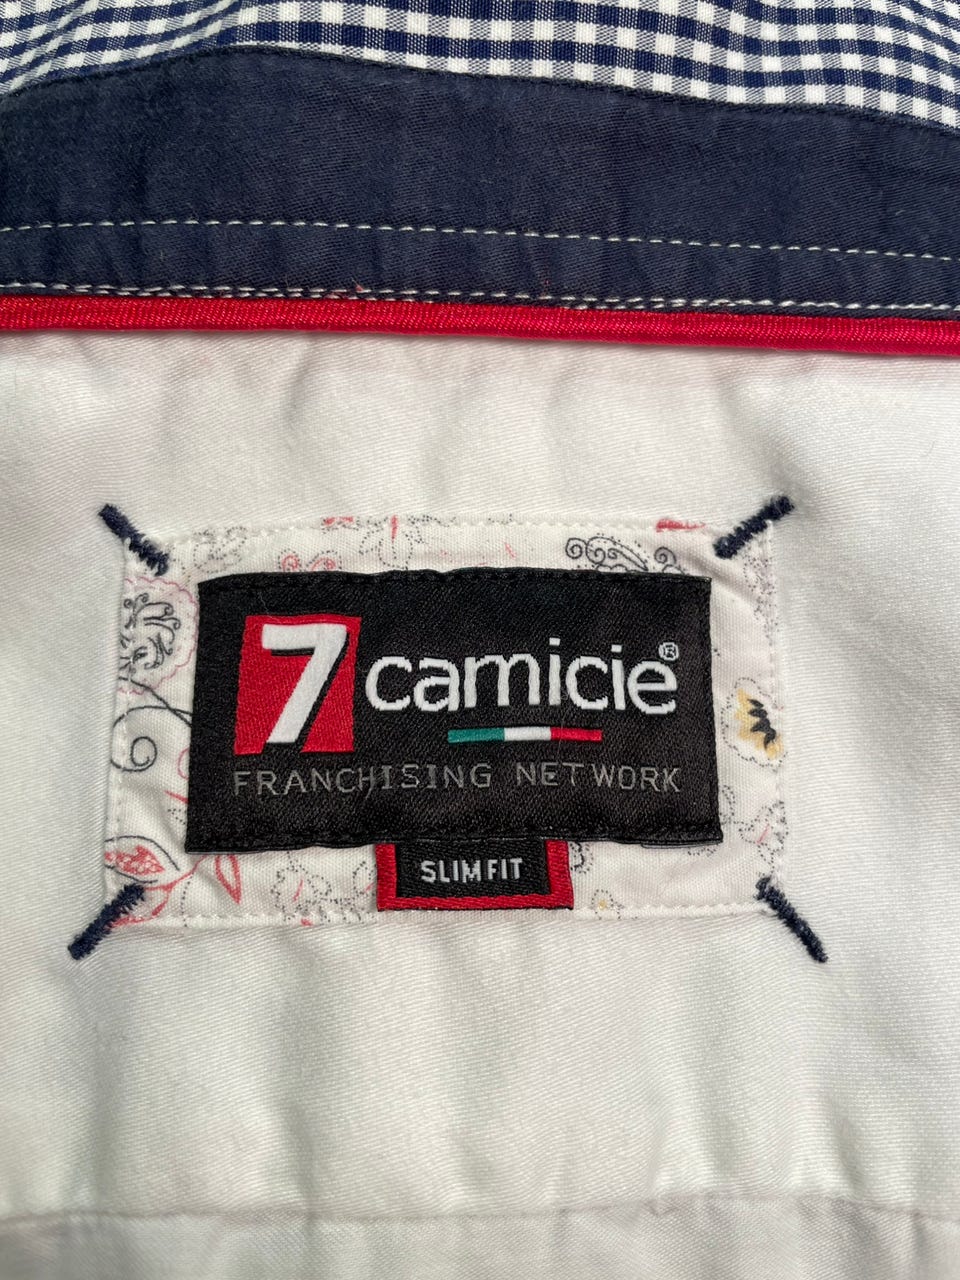 7camicie®
FRANCHISING NETWORK
SLIM FIT